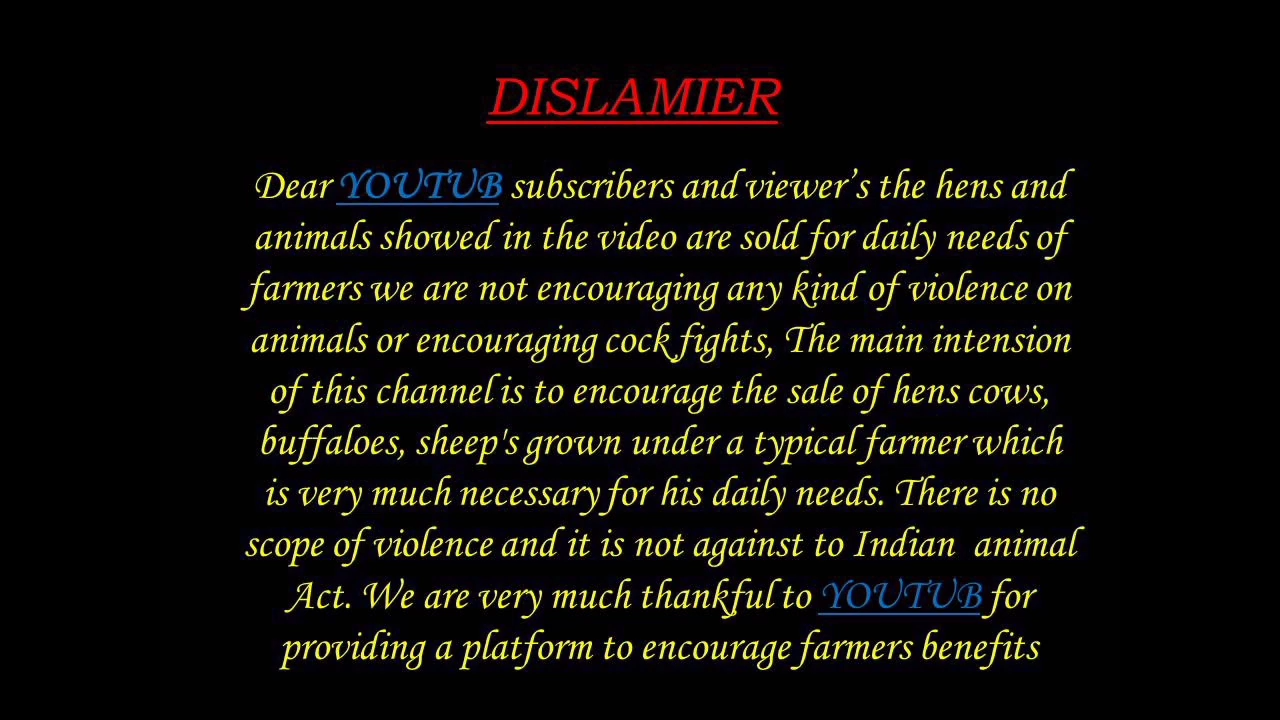 DISLAMIER
Dear YOUTUB subscribers and viewer’s the hens and
animals showed in the video are sold for daily needs of
farmers we are not encouraging any kind of violence on
animals or encouraging cock fights, The main intension
of this channel is to encourage the sale of hens cows,
buffaloes, sheep's grown under a typical farmer which
is very much necessary for his daily needs. There is no
scope of violence and it is not against to Indian animal
Act. We are very much thankful to YOUTUB for
providing a platform to encourage farmers benefits